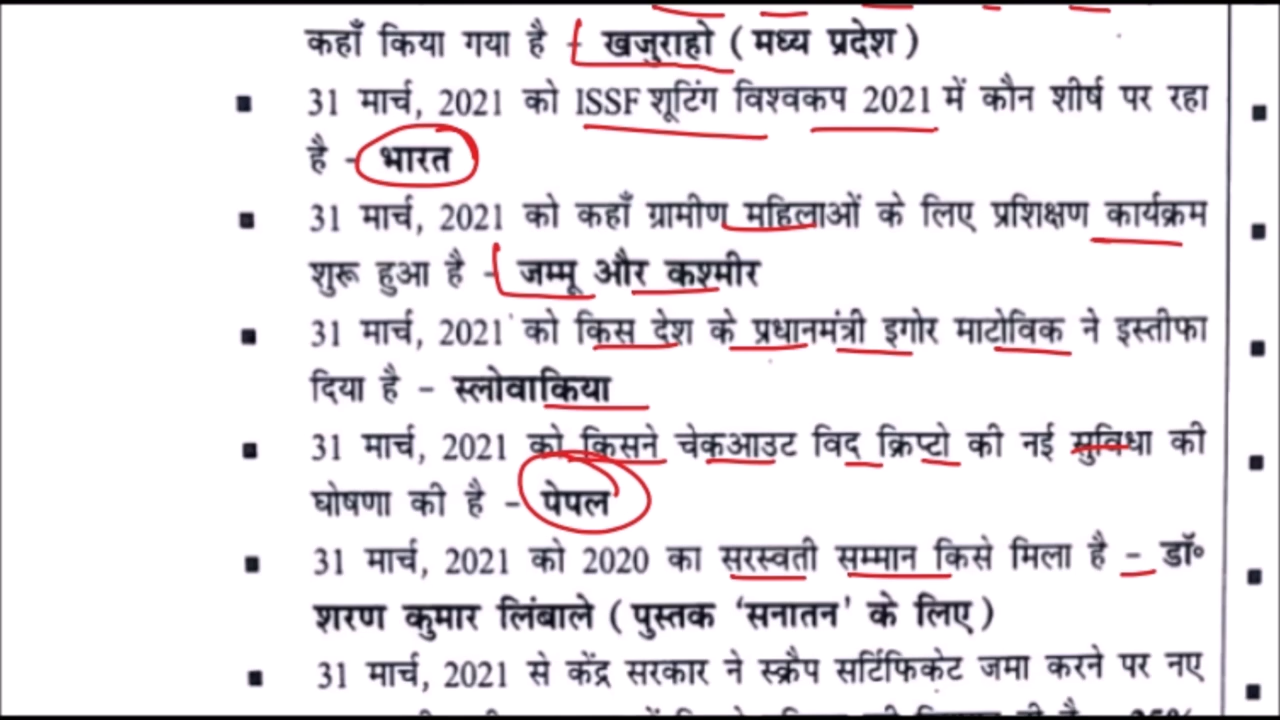 कहाँ किया गया है - खजुराहो (मध्य प्रदेश)
31 मार्च, 2021 को ISSF शूटिंग विश्वकप 2021 में कौन शीर्ष पर रहा
है - भारत
31 मार्च, 2021 को कहाँ ग्रामीण महिलाओं के लिए प्रशिक्षण कार्यक्रम
शुरू हुआ है - जम्मू और कश्मीर
31 मार्च, 2021 को किस देश के प्रधानमंत्री इगोर माटोविक ने इस्तीफा
दिया है - स्लोवाकिया
31 मार्च, 2021 को किसने चेकआउट विद क्रिप्टो की नई सुविधा की
घोषणा की है - पेपल
31 मार्च, 2021 को 2020 का सरस्वती सम्मान किसे मिला है - डॉ॰
शरण कुमार लिंबाले (पुस्तक 'सनातन' के लिए)
31 मार्च, 2021 से केंद्र सरकार ने स्क्रैप सर्टिफिकेट जमा करने पर नए